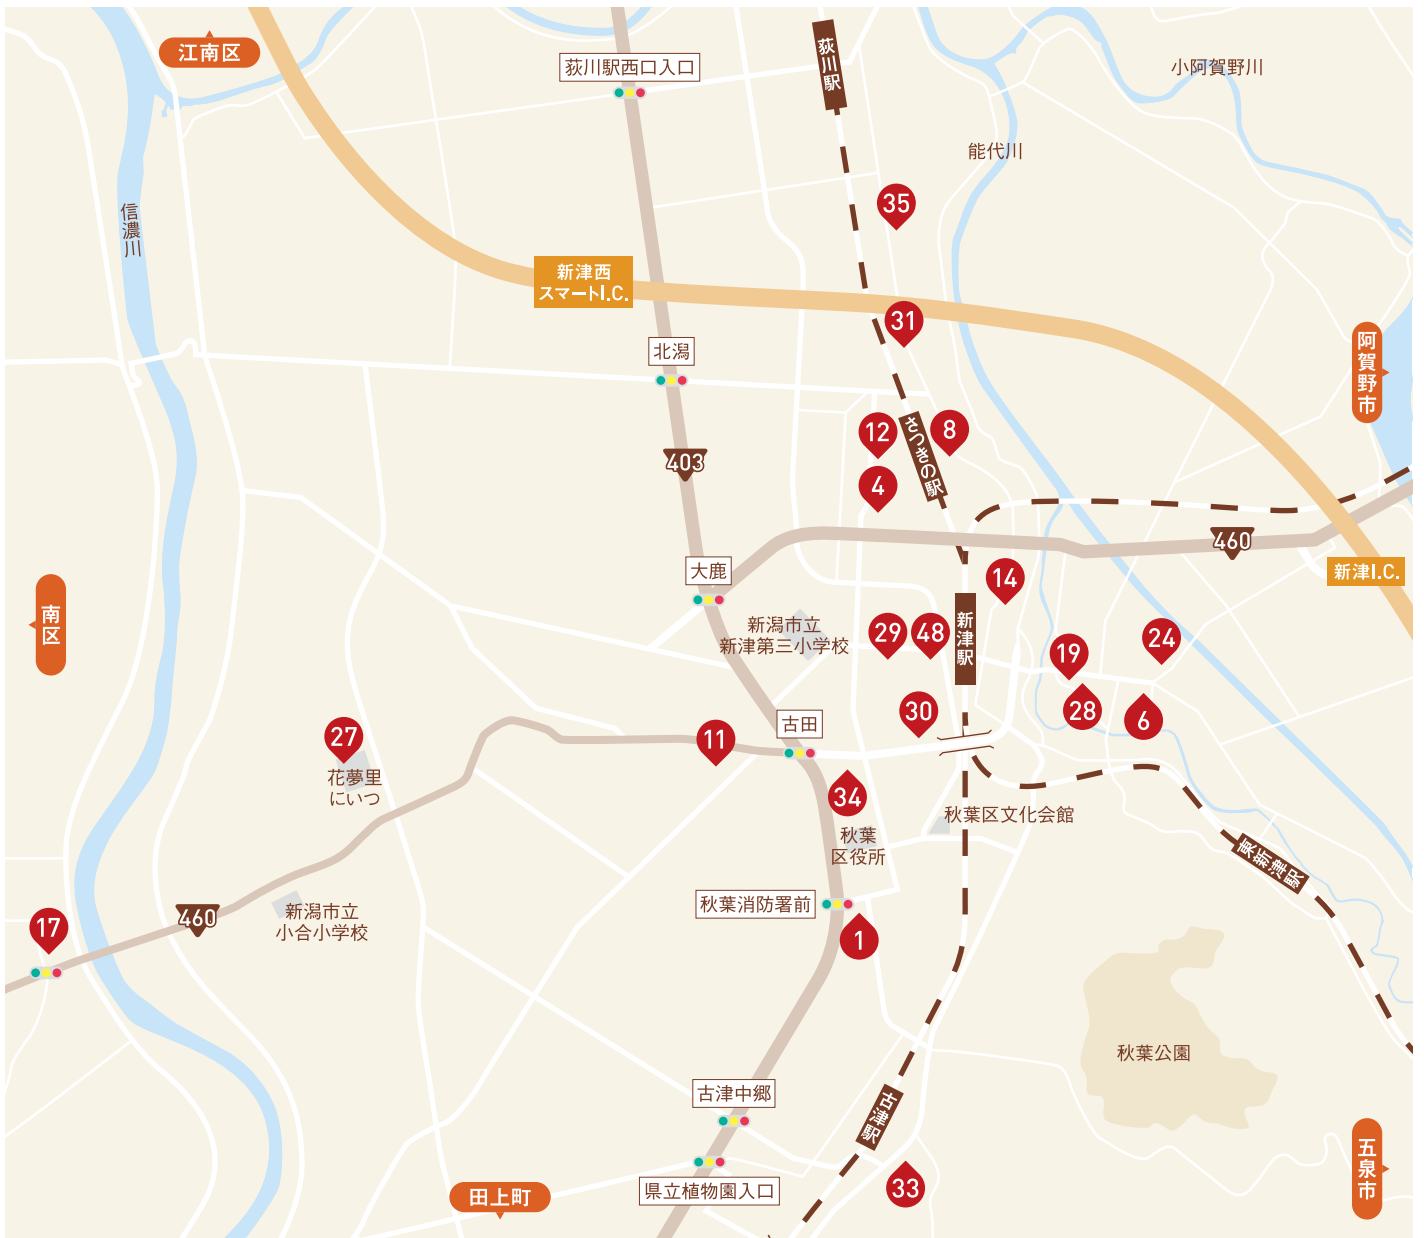 江南区
荻川駅西口入口
荻川駅
小阿賀野川
能代川
信濃川
35
新津西
スマートI.C.
31
北潟
阿賀野市
12
8
さつきの駅
403
4
460
大鹿
新津I.C.
14
南区
新潟市立
新津第三小学校
29
48
新津駅
19
24
27
11
古田
30
28
6
花夢里
にいつ
34
秋葉区文化会館
秋葉
区役所
東新津駅
17
460
新潟市立
小合小学校
秋葉消防署前
1
秋葉公園
古津中郷
古津駅
五泉市
田上町
県立植物園入口
33